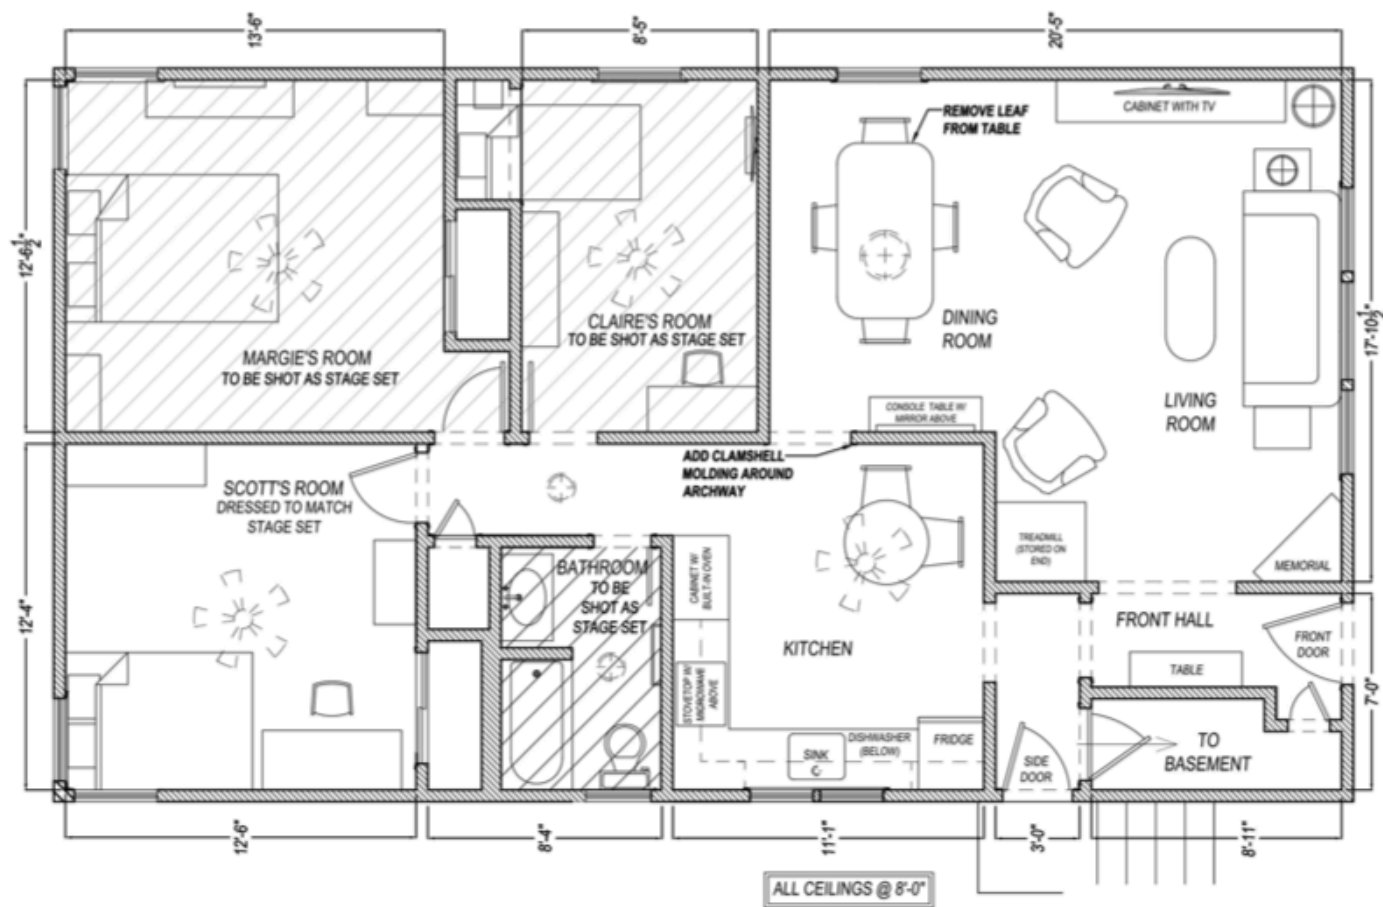 13'-6"
8'-5"
20'-5"
REMOVE LEAF
FROM TABLE
CABINET WITH TV
12'-6½"
17'-10½"
CLAIRE'S ROOM
TO BE SHOT AS STAGE SET
DINING
ROOM
MARGIE'S ROOM
TO BE SHOT AS STAGE SET
LIVING
ROOM
CONSOLE TABLE W/
MIRROR ABOVE
ADD CLAMSHELL
MOLDING AROUND
ARCHWAY
SCOTT'S ROOM
DRESSED TO MATCH
STAGE SET
TREADMILL
(STORED ON
END)
MEMORIAL
BATHROOM
TO BE
SHOT AS
STAGE SET
CABINET W/
BUILT-IN OVEN
12'-4"
KITCHEN
FRONT HALL
FRONT
DOOR
TABLE
7'-0"
STOVETOP W/
MICROWAVE
ABOVE
SINK
DISHWASHER
(BELOW)
FRIDGE
SIDE
DOOR
TO
BASEMENT
12'-6"
8'-4"
11'-1"
3'-0"
8'-11"
ALL CEILINGS @ 8'-0"